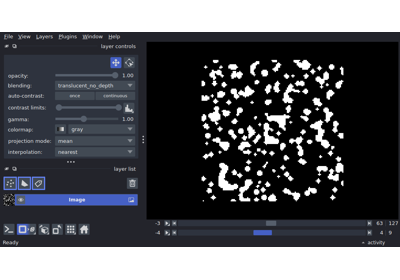 File View Layers Plugins Window Help
layer controls
opacity: 1.00
blending: translucent_no_depth
auto-contrast: once continuous
contrast limits:
gamma: 1.00
colormap: gray
projection mode: mean
interpolation: nearest
layer list
Image
-3 63 127
-4 4 9
Ready activity